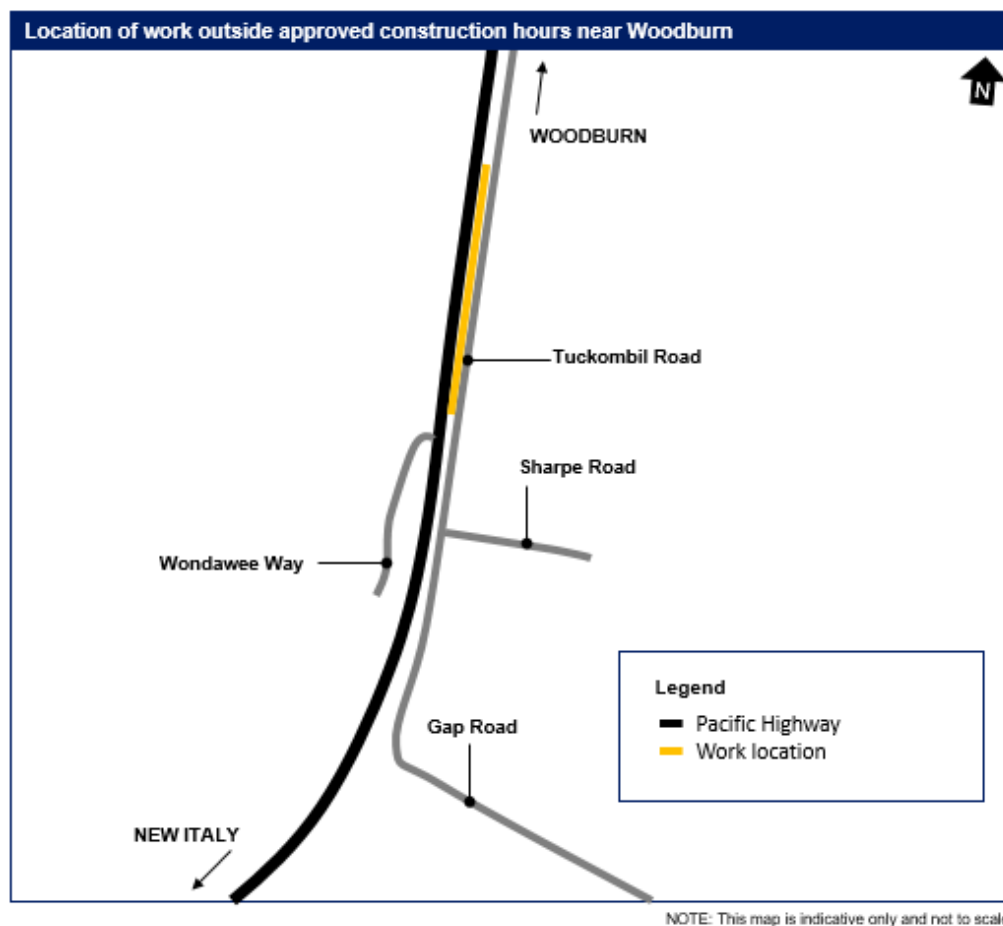 Location of work outside approved construction hours near Woodburn
N
WOODBURN
Tuckombil Road
Sharpe Road
Wondawee Way
Legend
Pacific Highway
Work location
Gap Road
NEW ITALY
NOTE: This map is indicative only and not to scale